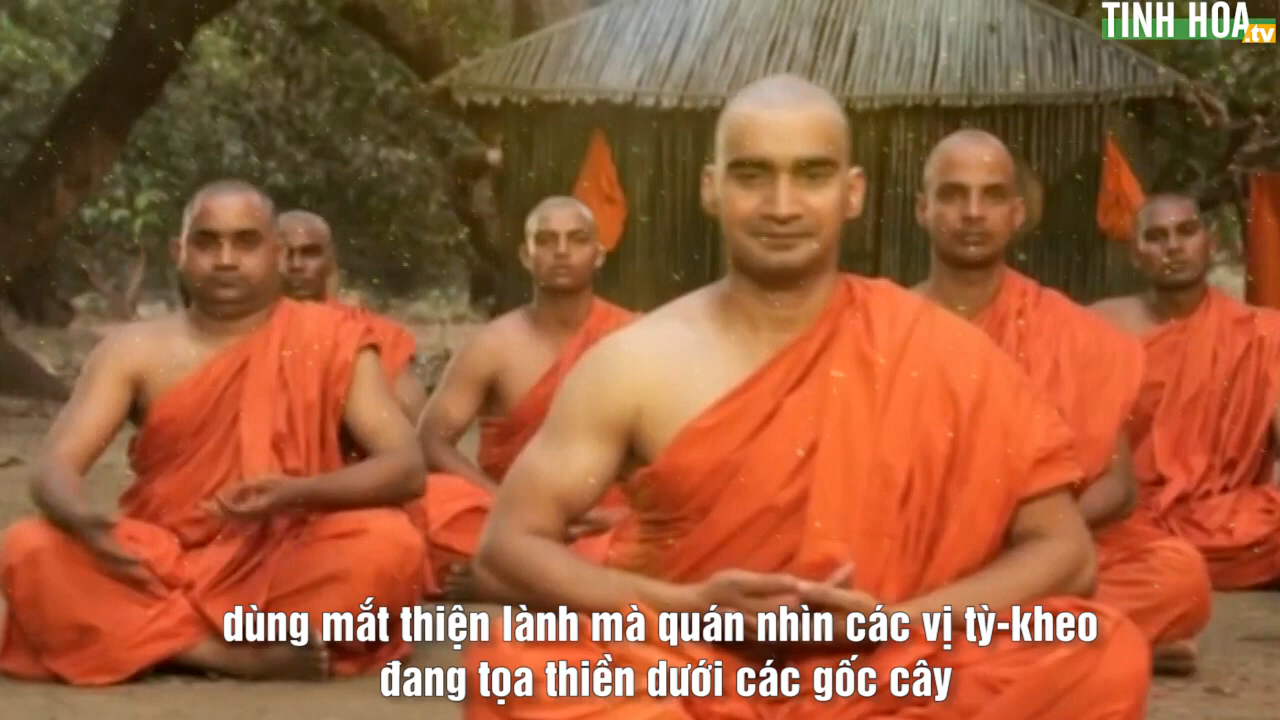 TINH HOA
.tv
dùng mắt thiện lành mà quán nhìn các vị tỳ-kheo
đang tọa thiền dưới các gốc cây